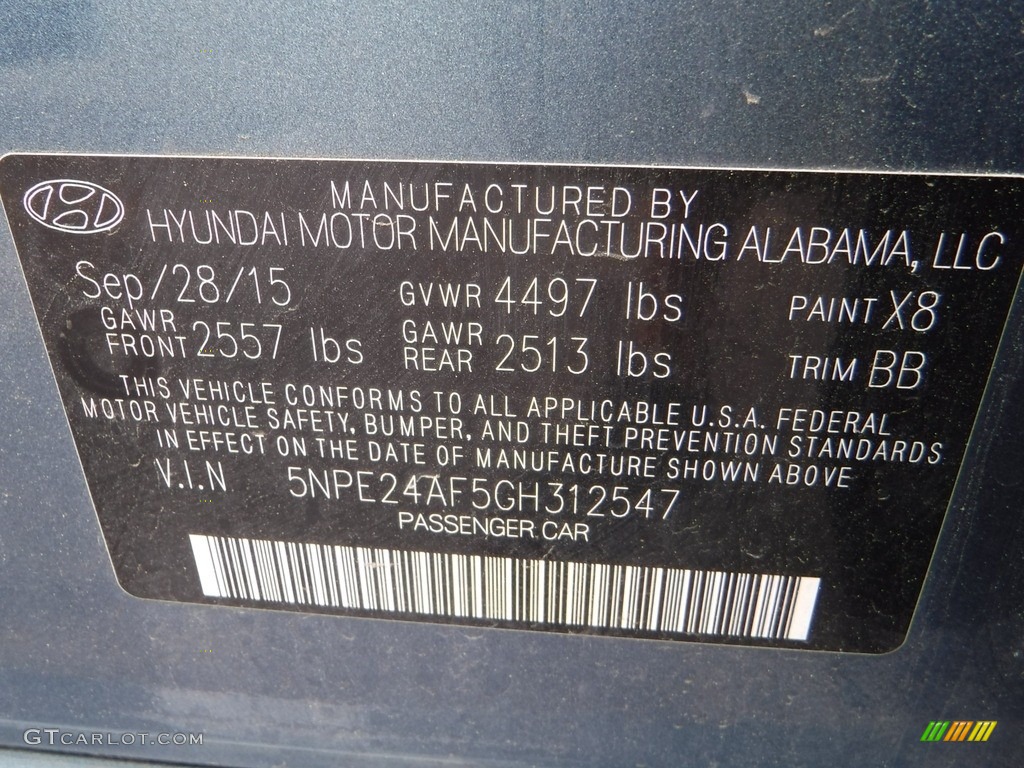 MANUFACTURED BY
HYUNDAI MOTOR MANUFACTURING ALABAMA, LLC
Sep/28/15 GVWR 4497 lbs PAINT X8
GAWR FRONT 2557 lbs GAWR REAR 2513 lbs TRIM BB
THIS VEHICLE CONFORMS TO ALL APPLICABLE U.S.A. FEDERAL
MOTOR VEHICLE SAFETY, BUMPER, AND THEFT PREVENTION STANDARDS
IN EFFECT ON THE DATE OF MANUFACTURE SHOWN ABOVE
V.I.N 5NPE24AF5GH312547
PASSENGER CAR
GTCARLOT.COM